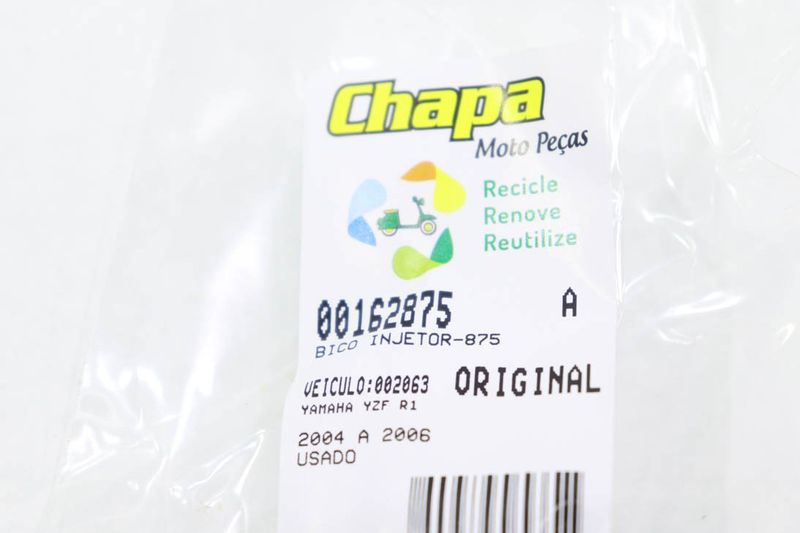 Chapa
Moto Peças
Recicle
Renove
Reutilize
00162875 A
BICO INJETOR-875
VEICULO:002063 ORIGINAL
YAMAHA YZF R1
2004 A 2006
USADO